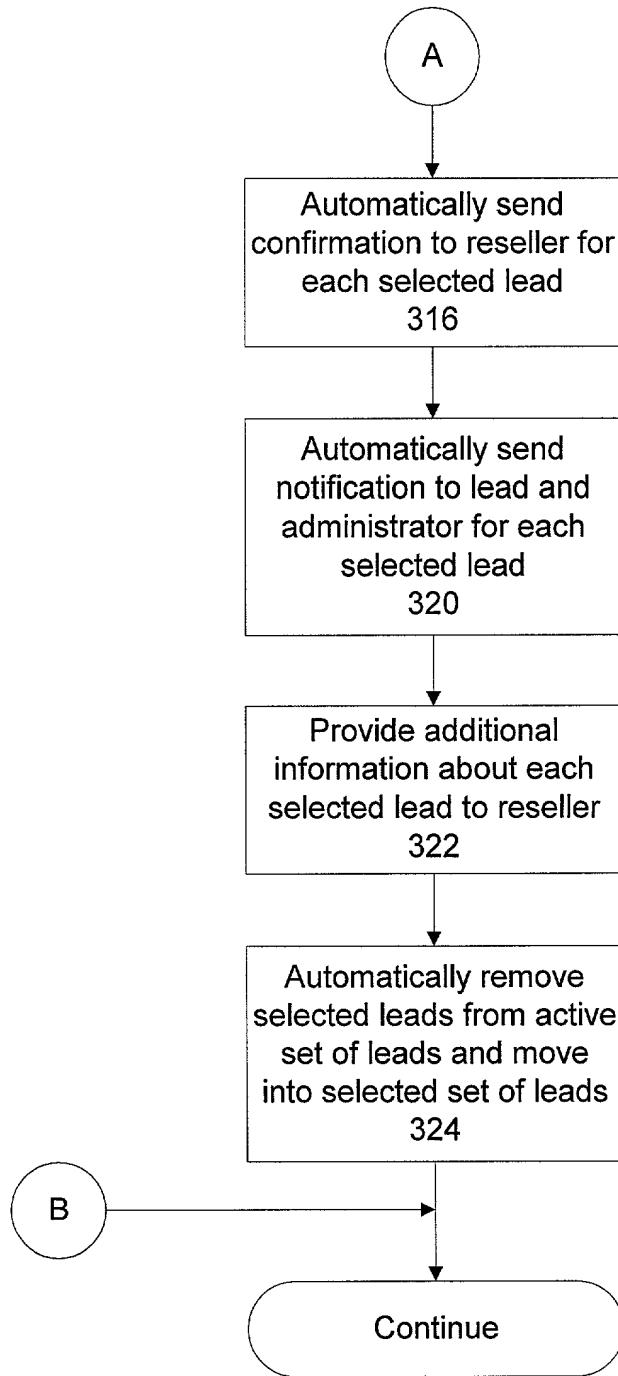 A
Automatically send
confirmation to reseller for
each selected lead
316
Automatically send
notification to lead and
administrator for each
selected lead
320
Provide additional
information about each
selected lead to reseller
322
Automatically remove
selected leads from active
set of leads and move
into selected set of leads
324
B
Continue